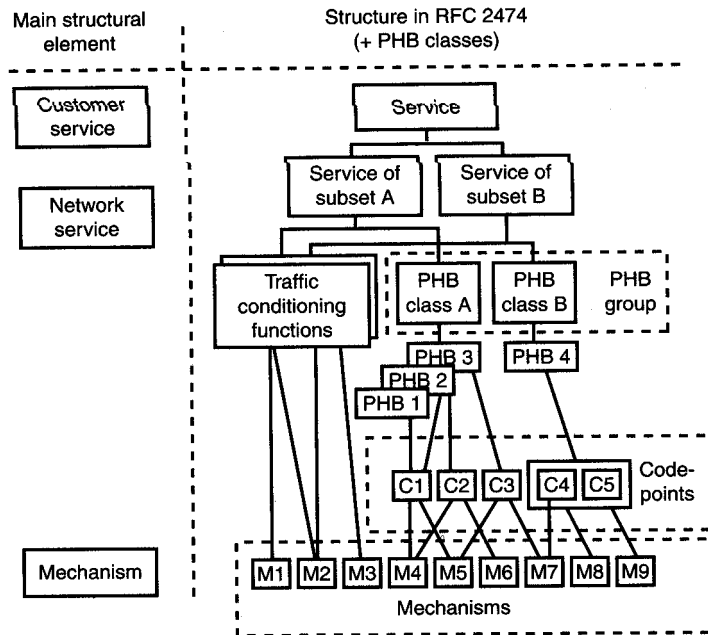 Main structural
element
Structure in RFC 2474
(+ PHB classes)
Customer
service
Service
Network
service
Service of
subset A
Service of
subset B
Traffic
conditioning
functions
PHB
class A
PHB
class B
PHB
group
PHB 3
PHB 4
PHB 2
PHB 1
C1
C2
C3
C4
C5
Code-
points
Mechanism
M1
M2
M3
M4
M5
M6
M7
M8
M9
Mechanisms